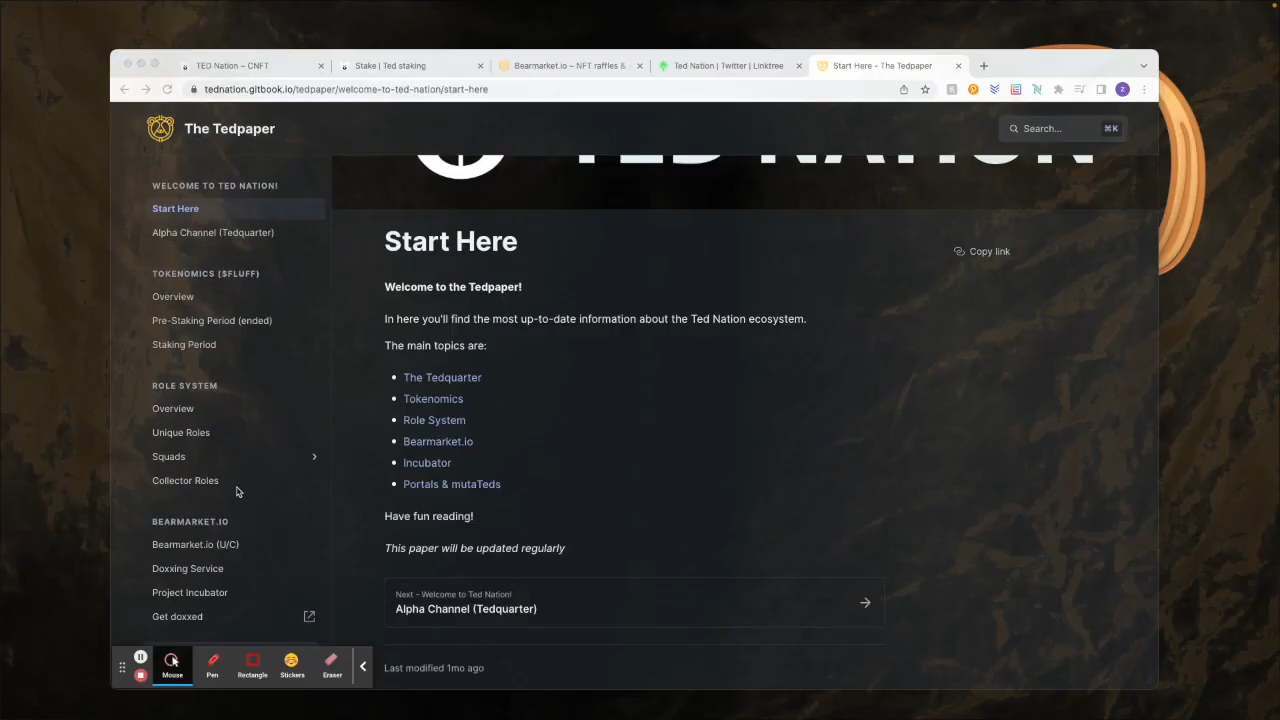 TED Nation – CNFT
Stake | Ted staking
Bearmarket.io – NFT raffles &
Ted Nation | Twitter | Linktree
Start Here - The Tedpaper
tednation.gitbook.io/tedpaper/welcome-to-ted-nation/start-here
z
The Tedpaper
Search...
⌘K
TED NATION
WELCOME TO TED NATION!
Start Here
Alpha Channel (Tedquarter)
TOKENOMICS ($FLUFF)
Overview
Pre-Staking Period (ended)
Staking Period
ROLE SYSTEM
Overview
Unique Roles
Squads
Collector Roles
BEARMARKET.IO
Bearmarket.io (U/C)
Doxxing Service
Project Incubator
Get doxxed
Start Here
Copy link
Welcome to the Tedpaper!
In here you'll find the most up-to-date information about the Ted Nation ecosystem.
The main topics are:
• The Tedquarter
• Tokenomics
• Role System
• Bearmarket.io
• Incubator
• Portals & mutaTeds
Have fun reading!
This paper will be updated regularly
Next - Welcome to Ted Nation!
Alpha Channel (Tedquarter)
Last modified 1mo ago
Mouse
Pen
Rectangle
Stickers
Eraser